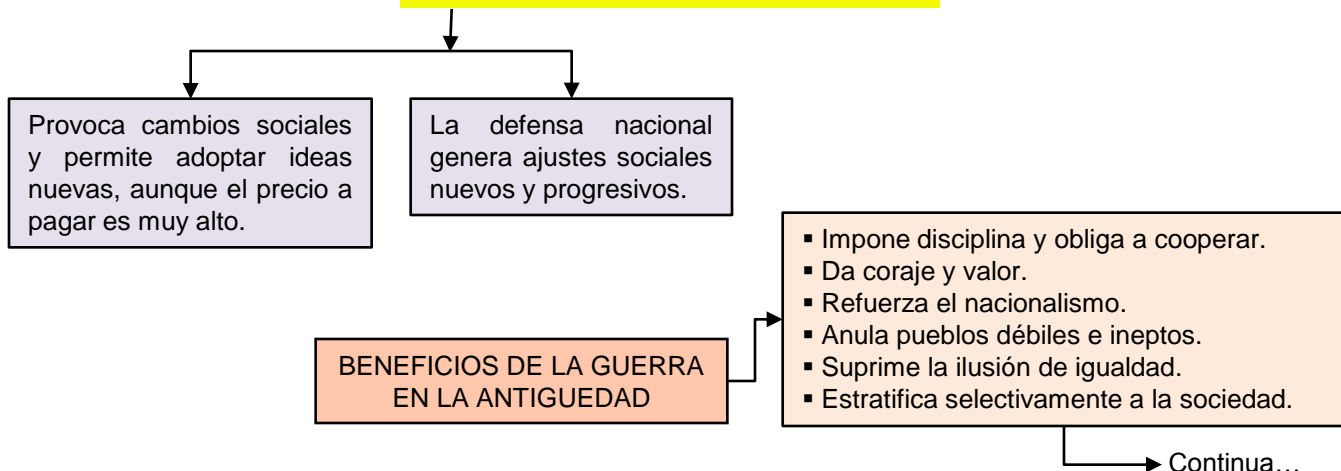 Provoca cambios sociales
y permite adoptar ideas
nuevas, aunque el precio a
pagar es muy alto.
La defensa nacional
genera ajustes sociales
nuevos y progresivos.
BENEFICIOS DE LA GUERRA
EN LA ANTIGUEDAD
▪ Impone disciplina y obliga a cooperar.
▪ Da coraje y valor.
▪ Refuerza el nacionalismo.
▪ Anula pueblos débiles e ineptos.
▪ Suprime la ilusión de igualdad.
▪ Estratifica selectivamente a la sociedad.
Continua…